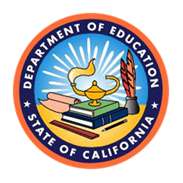 DEPARTMENT OF EDUCATION
STATE OF CALIFORNIA